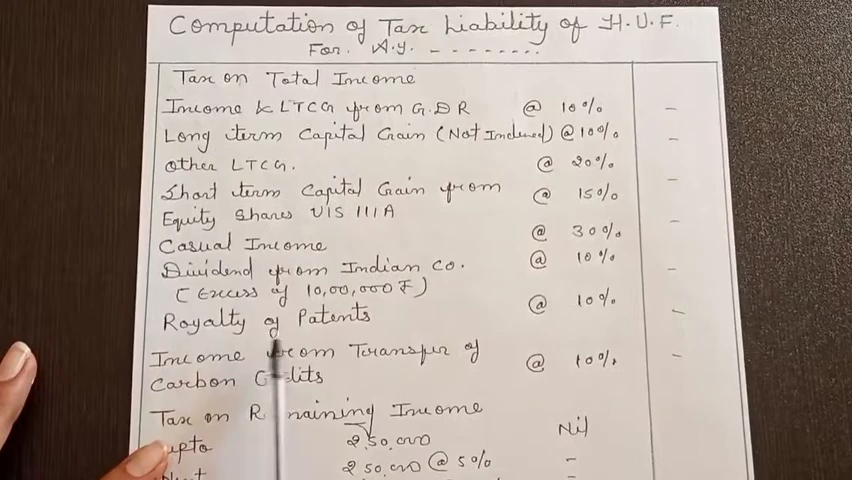 Computation of Tax Liability of H.U.F.
For. A.y. - - - - - - - -
Tax on Total Income
Income & LTCG from G.D.R @ 10% -
Long term Capital Gain (Not Indexed) @ 10% -
Other LTCG. @ 20% -
Short term Capital Gain from @ 15% -
Equity Shares U/S 111A
Casual Income @ 30%
Dividend from Indian Co. @ 10% -
(Excess of 10,00,000 ₹)
Royalty of Patents @ 10% -
Income from Transfer of @ 10% -
Carbon Credits
Tax on Remaining Income
upto 2,50,000 Nil
2 50,000 @ 5% -